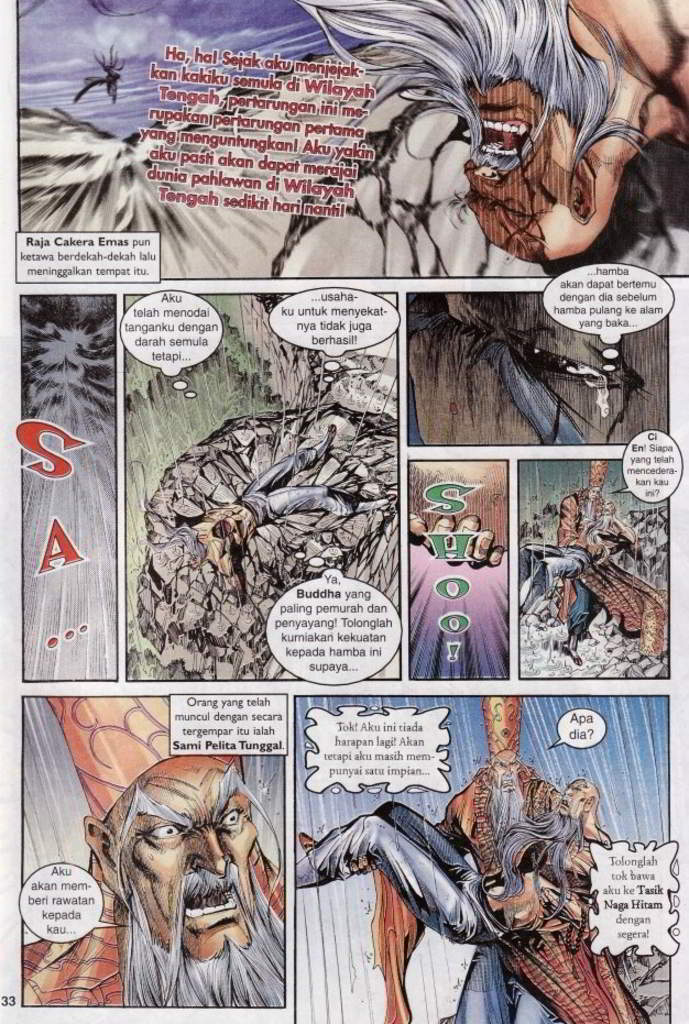 Ha, ha! Sejak aku menjejak-
kan kakiku semula di Wilayah
Tengah, pertarungan ini me-
rupakan pertarungan pertama
yang menguntungkan! Aku yakin
aku pasti akan dapat merajai
dunia pahlawan di Wilayah
Tengah sedikit hari nanti!
Raja Cakera Emas pun
ketawa berdekah-dekah lalu
meninggalkan tempat itu.
SA...
Aku
telah menodai
tanganku dengan
darah semula
tetapi...
...usaha-
ku untuk menyekat-
nya tidak juga
berhasil!
Ya,
Buddha yang
paling pemurah dan
penyayang! Tolonglah
kurniakan kekuatan
kepada hamba ini
supaya...
...hamba
akan dapat bertemu
dengan dia sebelum
hamba pulang ke alam
yang baka...
SHOO!
Ci
En! Siapa
yang telah
mencedera-
kan kau
ini?
Orang yang telah
muncul dengan secara
tergempar itu ialah
Sami Pelita Tunggal.
Aku
akan mem-
beri rawatan
kepada
kau...
Tok! Aku ini tiada
harapan lagi! Akan
tetapi aku masih mem-
punyai satu impian...
Apa
dia?
Tolonglah
tok bawa
aku ke Tasik
Naga Hitam
dengan
segera!
33